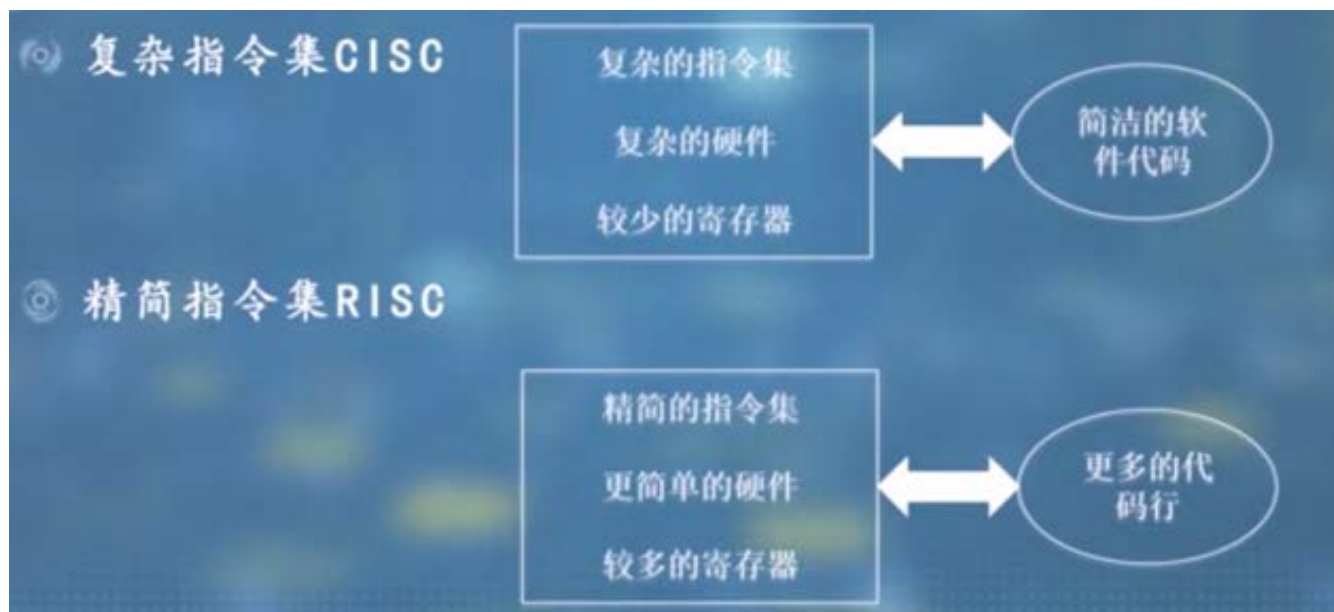 复杂指令集CISC
复杂的指令集
复杂的硬件
较少的寄存器
简洁的软
件代码
精简指令集RISC
精简的指令集
更简单的硬件
较多的寄存器
更多的代
码行